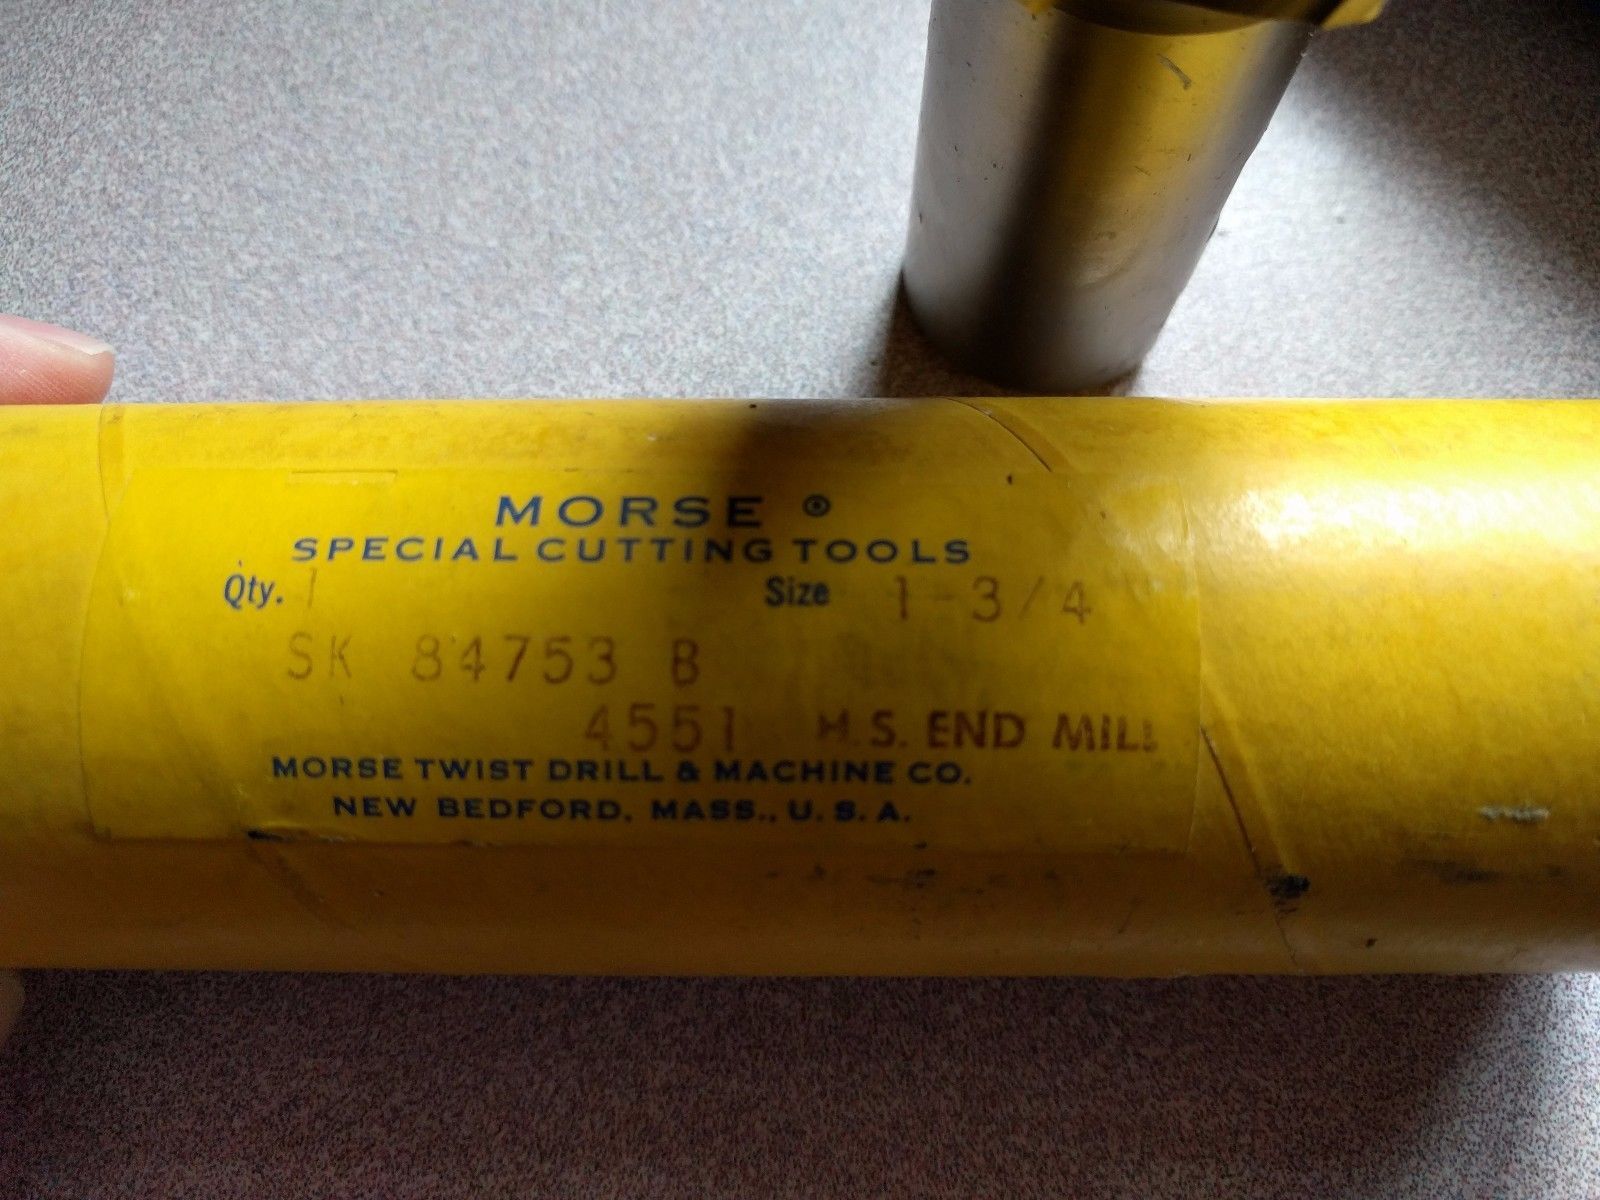 MORSE ®
SPECIAL CUTTING TOOLS
Qty. 1 Size 1-3/4
SK 84753 B
4551 H.S. END MILL
MORSE TWIST DRILL & MACHINE CO.
NEW BEDFORD, MASS., U.S.A.